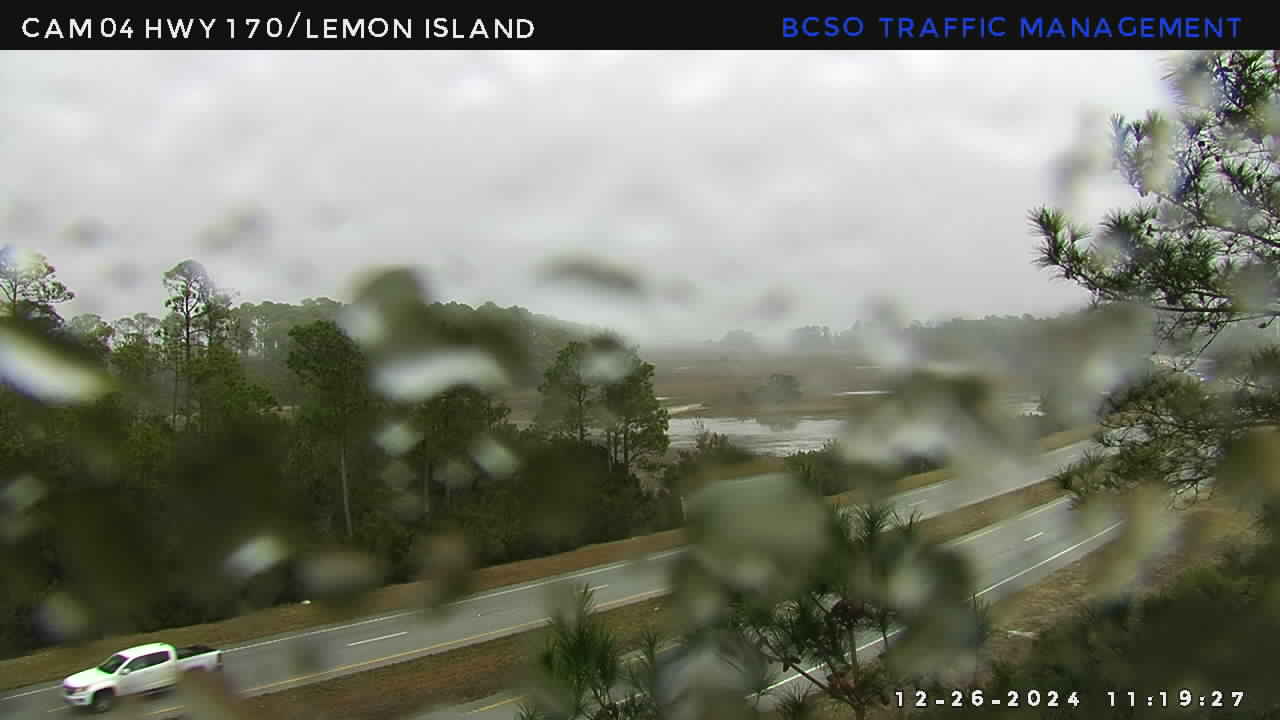 CAM04 HWY 170/LEMON ISLAND
BCSO TRAFFIC MANAGEMENT
12-26-2024 11:19:27